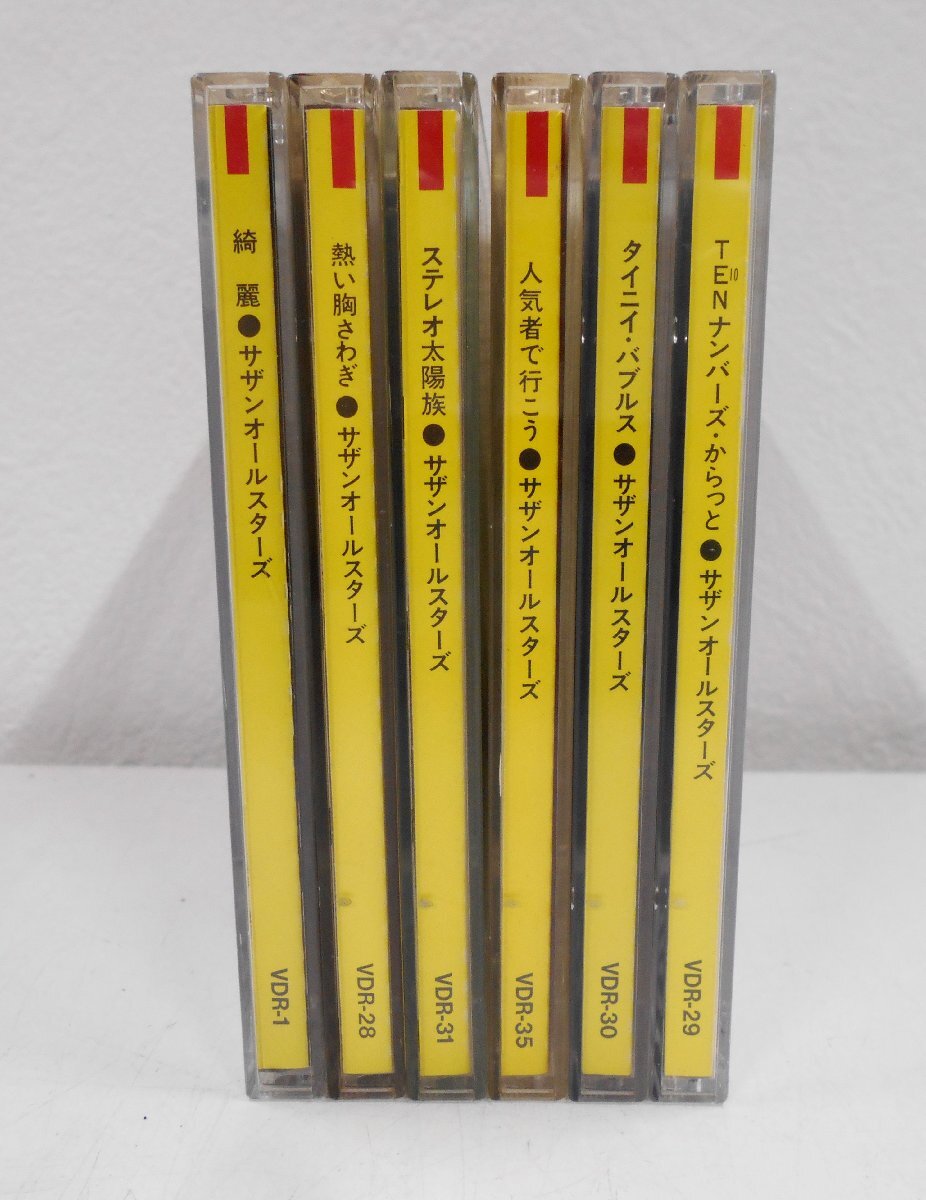 綺麗●サザンオールスターズ
VDR-1
熱い胸さわぎ●サザンオールスターズ
VDR-28
ステレオ太陽族●サザンオールスターズ
VDR-31
人気者で行こう●サザンオールスターズ
VDR-35
タイニイ・バブルス●サザンオールスターズ
VDR-30
TEN10ナンバーズ・からっと●サザンオールスターズ
VDR-29